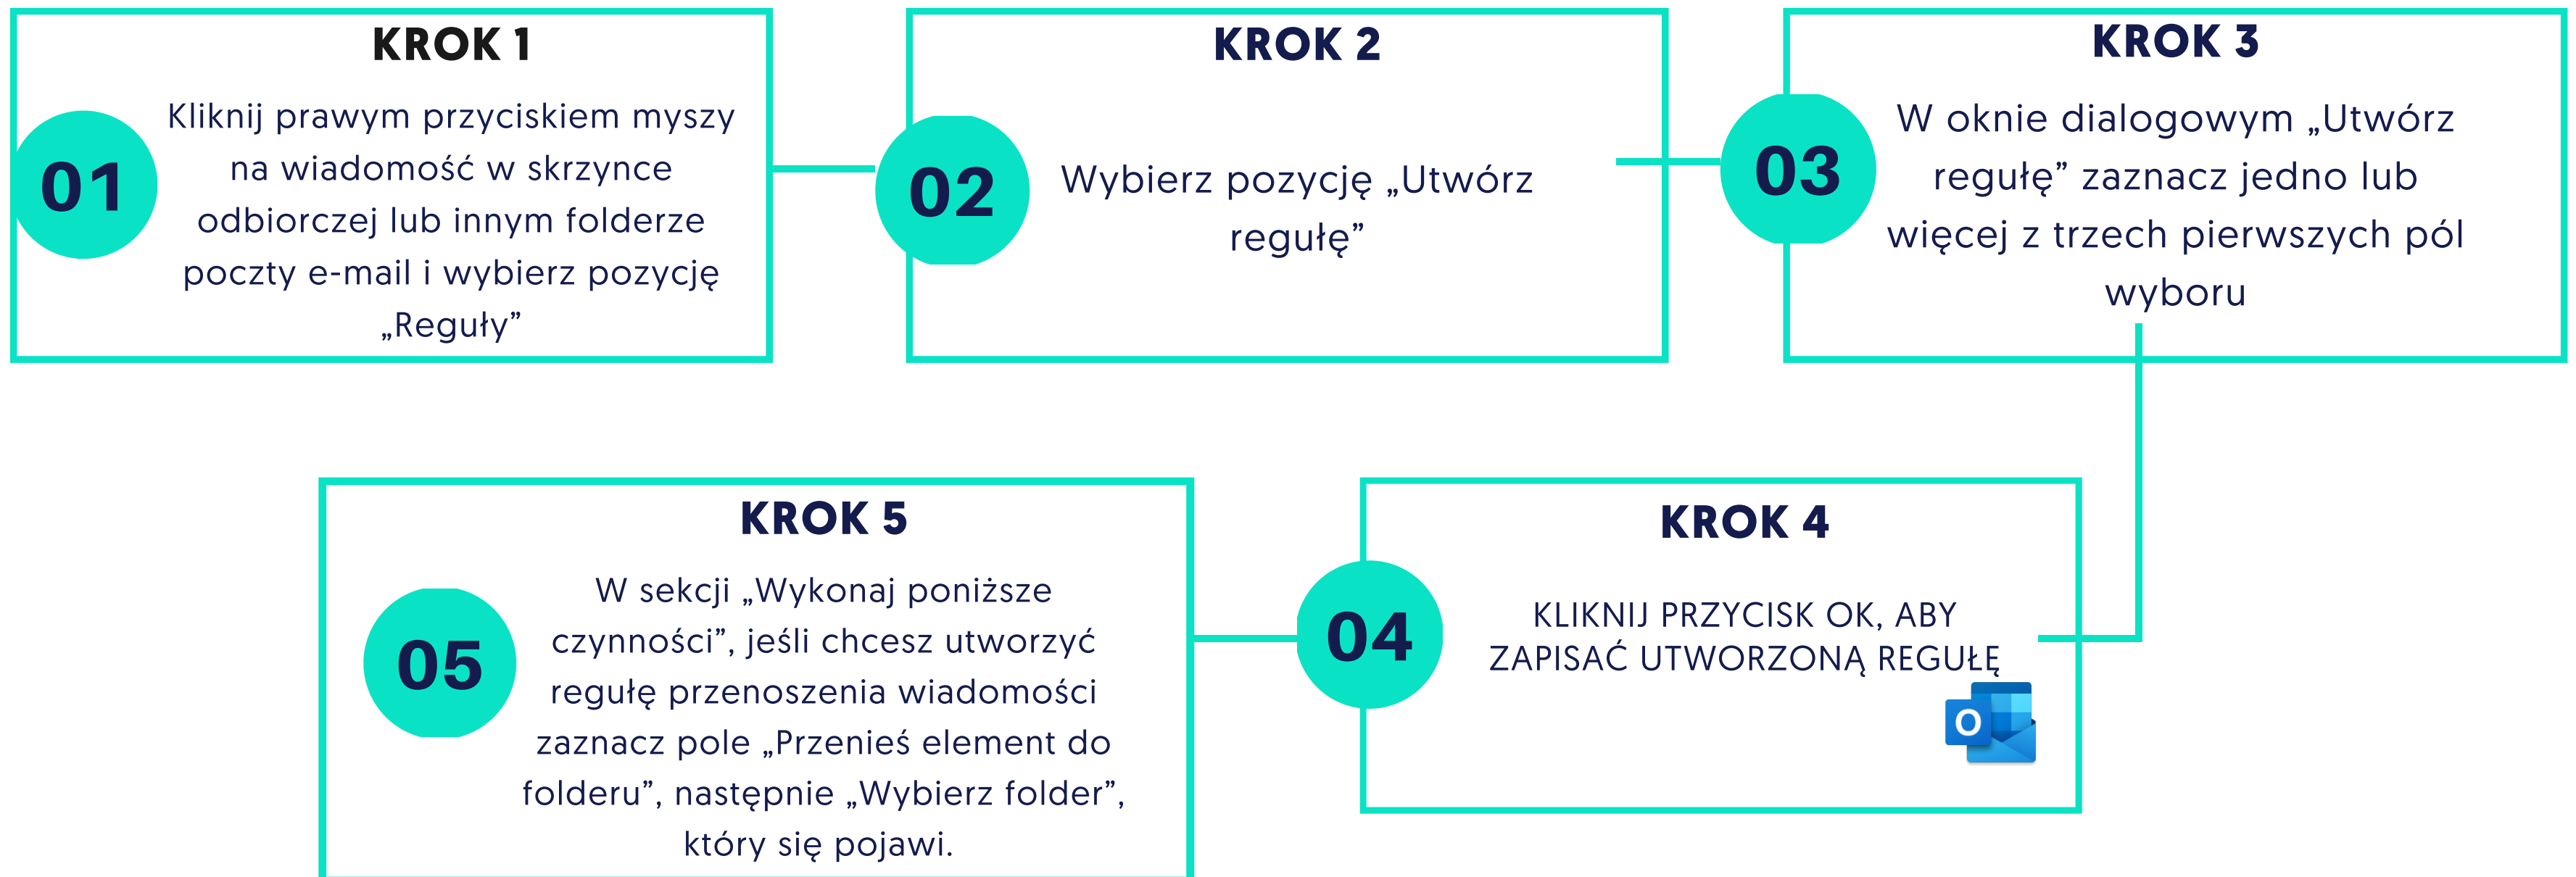 KROK 1
01
Kliknij prawym przyciskiem myszy
na wiadomość w skrzynce
odbiorczej lub innym folderze
poczty e-mail i wybierz pozycję
„Reguły”
KROK 2
02
Wybierz pozycję „Utwórz
regułę”
KROK 3
03
W oknie dialogowym „Utwórz
regułę” zaznacz jedno lub
więcej z trzech pierwszych pól
wyboru
KROK 4
04
KLIKNIJ PRZYCISK OK, ABY
ZAPISAĆ UTWORZONĄ REGUŁĘ
O
KROK 5
05
W sekcji „Wykonaj poniższe
czynności”, jeśli chcesz utworzyć
regułę przenoszenia wiadomości
zaznacz pole „Przenieś element do
folderu”, następnie „Wybierz folder”,
który się pojawi.